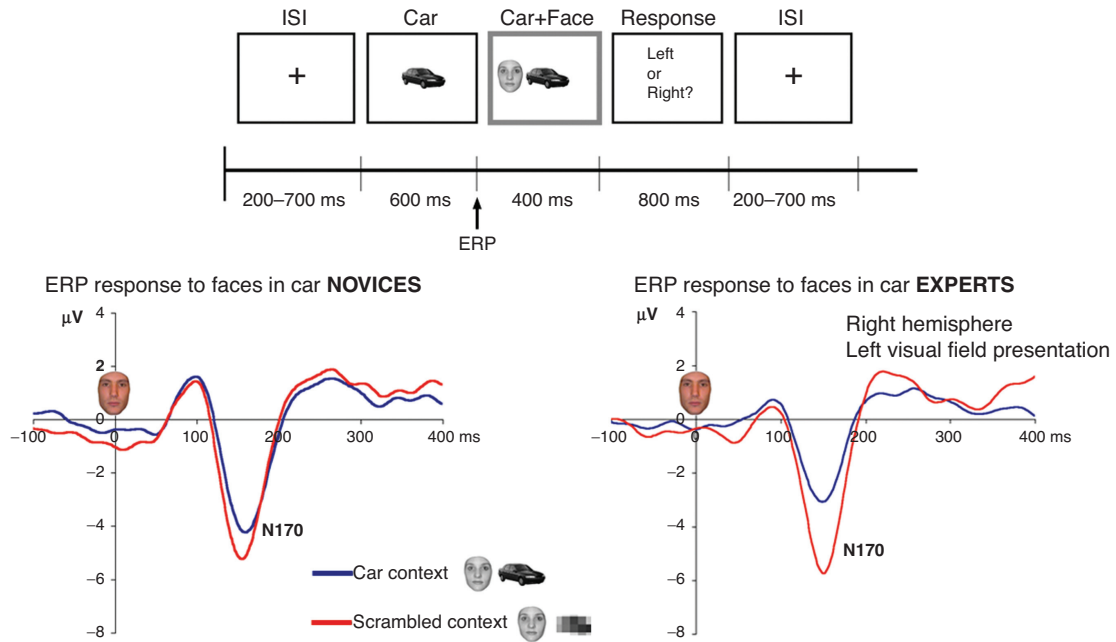 ISI Car Car+Face Response ISI
+ Left +
or
Right?
200–700 ms 600 ms 400 ms 800 ms 200–700 ms
ERP
ERP response to faces in car NOVICES
μV
4
2
0
−2
−4
−6
−8
−100 0 100 200 300 400 ms
N170
Car context
Scrambled context
ERP response to faces in car EXPERTS
Right hemisphere
Left visual field presentation
μV
4
2
0
−2
−4
−6
−8
−100 0 100 200 300 400 ms
N170